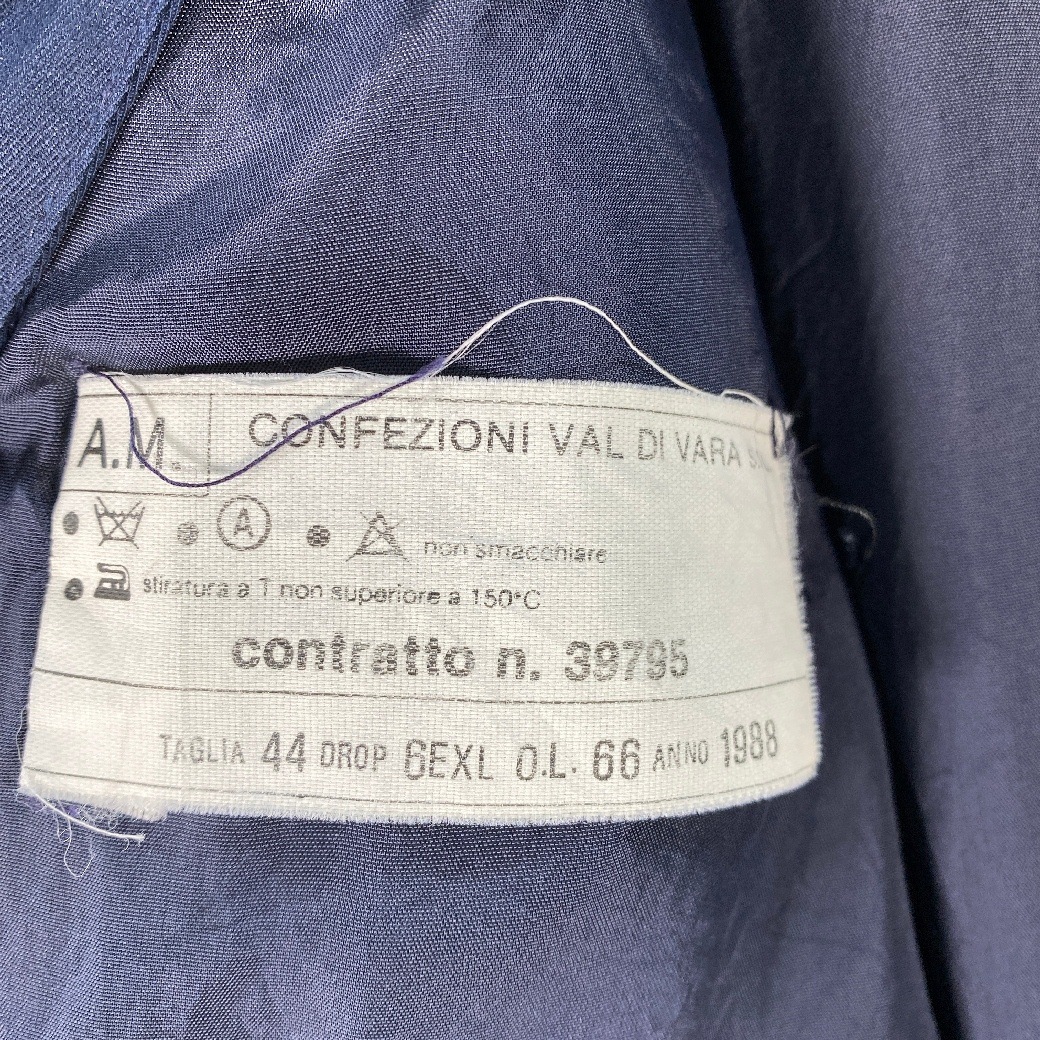 A.M.
CONFEZIONI VAL DI VARA
A
non smacchiare
stiratura a T non superiore a 150°C
contratto n. 39795
TAGLIA 44 DROP 6EXL O.L. 66 ANNO 1988